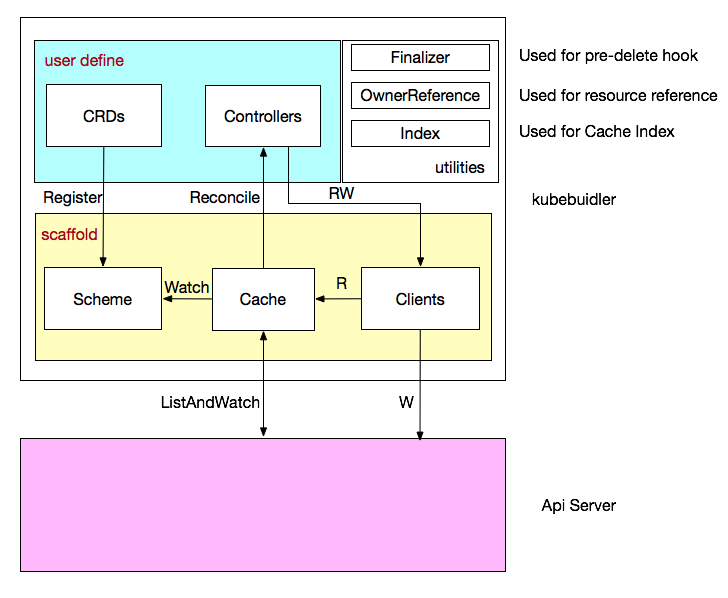 user define
CRDs
Controllers
Finalizer
Used for pre-delete hook
OwnerReference
Used for resource reference
Index
Used for Cache Index
utilities
Register
Reconcile
RW
kubebuidler
scaffold
Scheme
Watch
Cache
R
Clients
ListAndWatch
W
Api Server